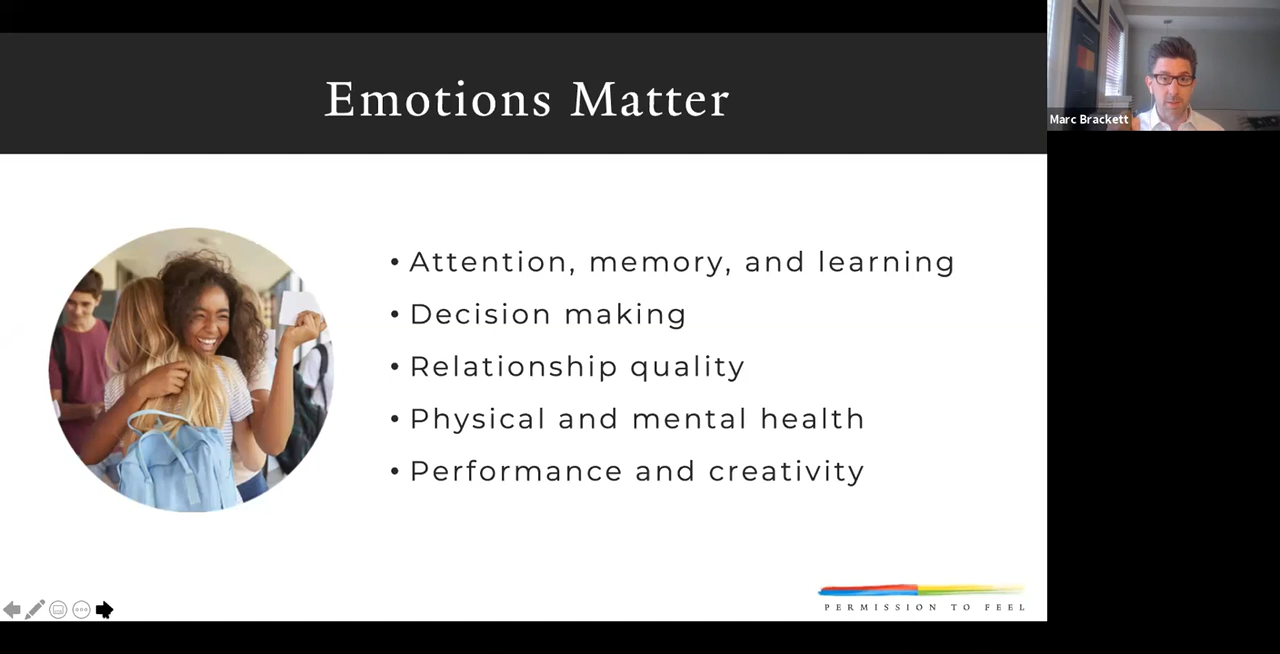 Emotions Matter
Marc Brackett
• Attention, memory, and learning
• Decision making
• Relationship quality
• Physical and mental health
• Performance and creativity
PERMISSION TO FEEL